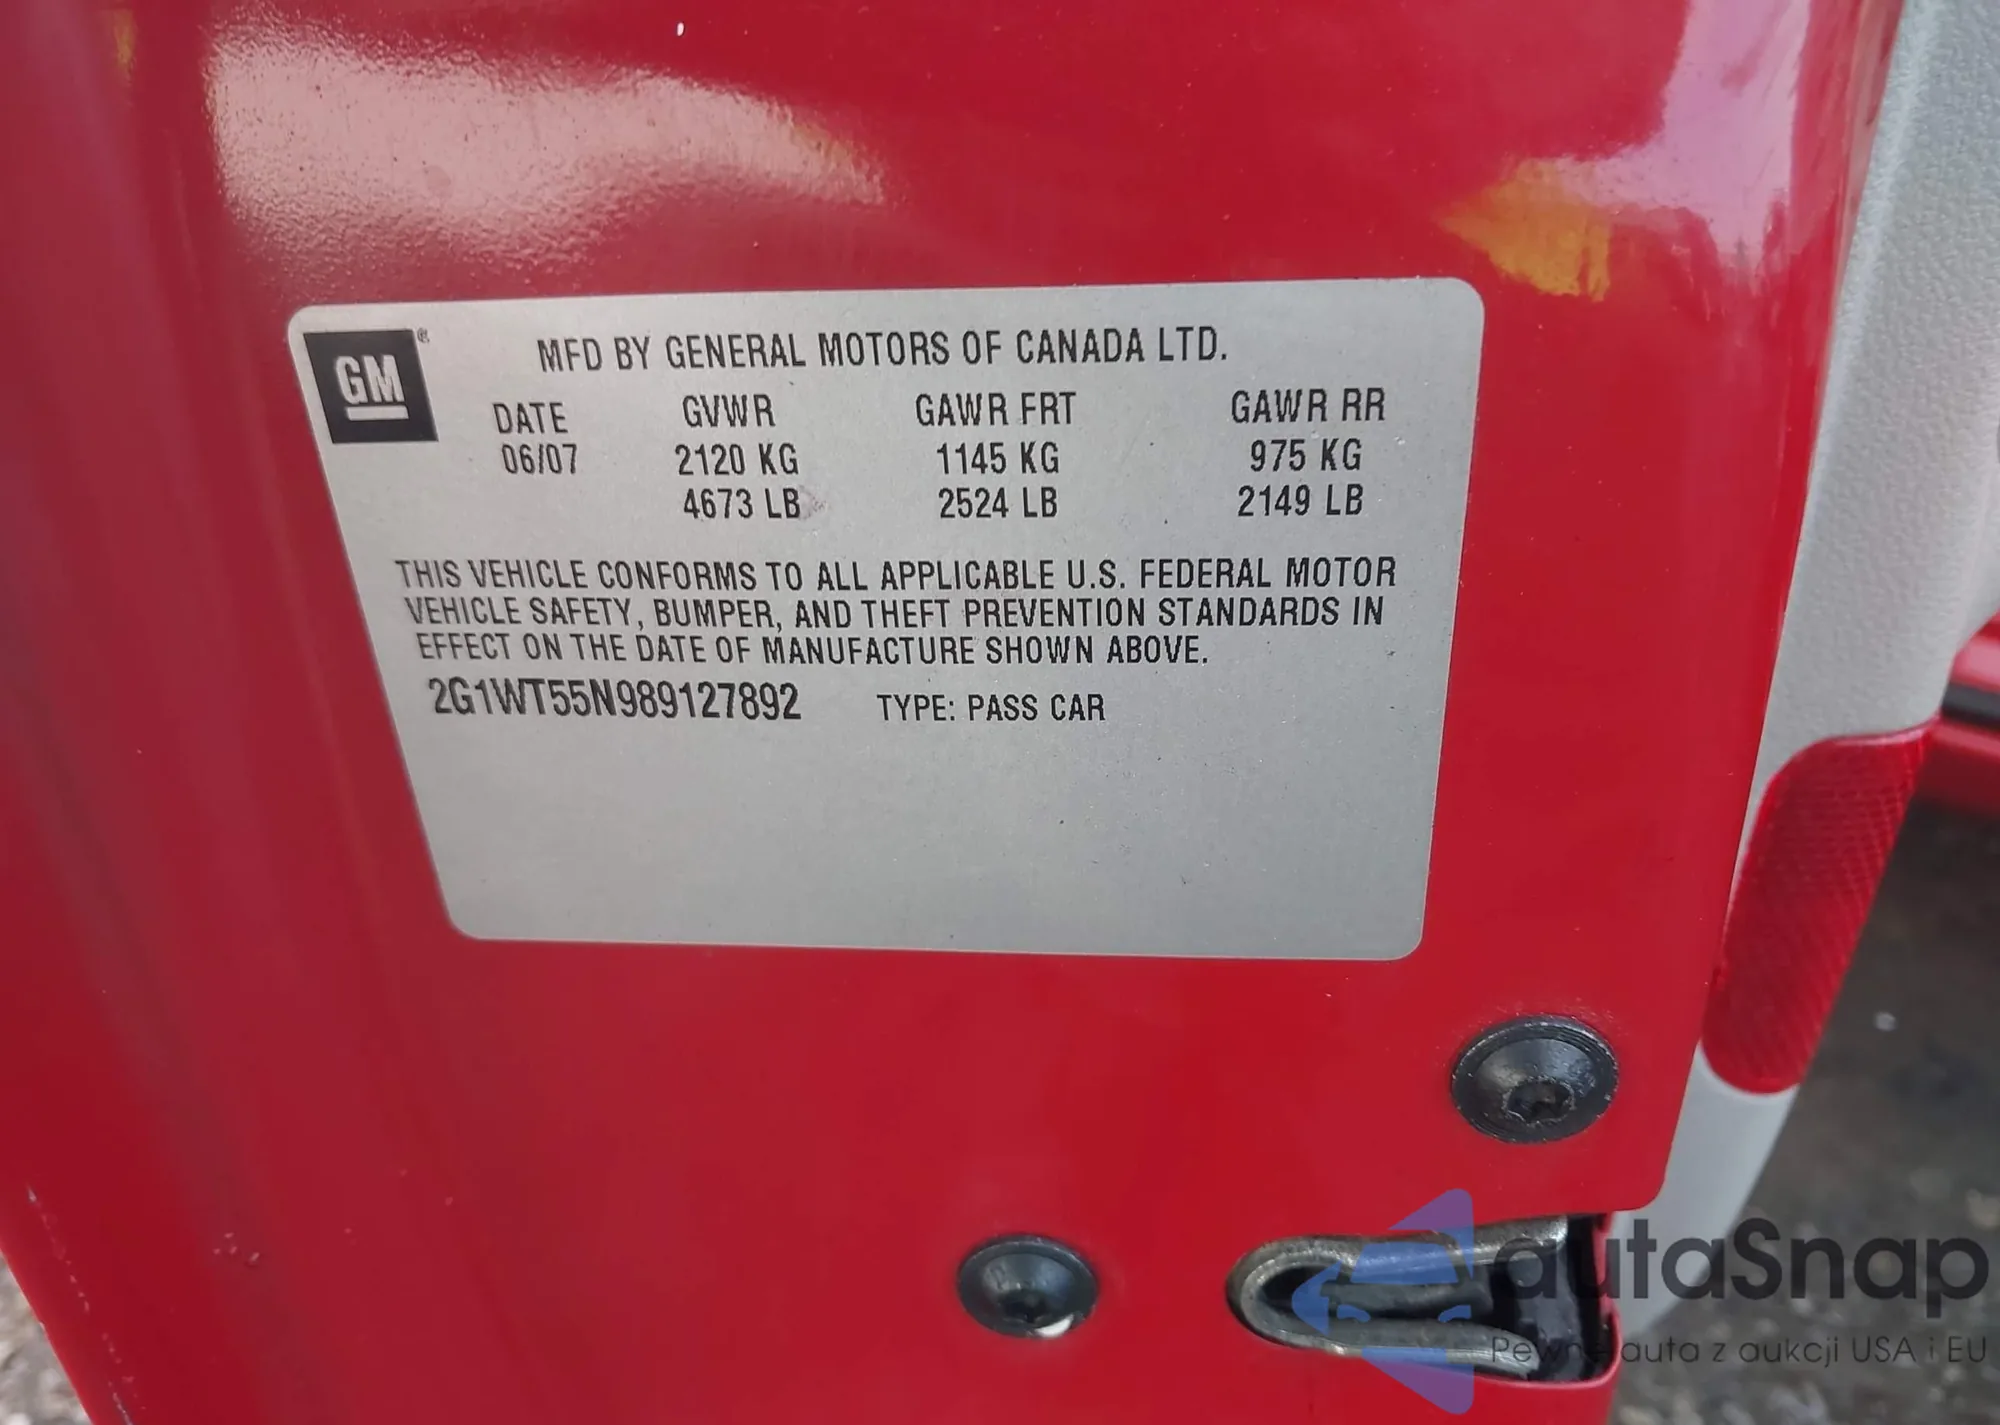 GM®
MFD BY GENERAL MOTORS OF CANADA LTD.
DATE GVWR GAWR FRT GAWR RR
06/07 2120 KG 1145 KG 975 KG
4673 LB 2524 LB 2149 LB
THIS VEHICLE CONFORMS TO ALL APPLICABLE U.S. FEDERAL MOTOR
VEHICLE SAFETY, BUMPER, AND THEFT PREVENTION STANDARDS IN
EFFECT ON THE DATE OF MANUFACTURE SHOWN ABOVE.
2G1WT55N989127892 TYPE: PASS CAR
autaSnap
Pewne auta z aukcji USA i EU